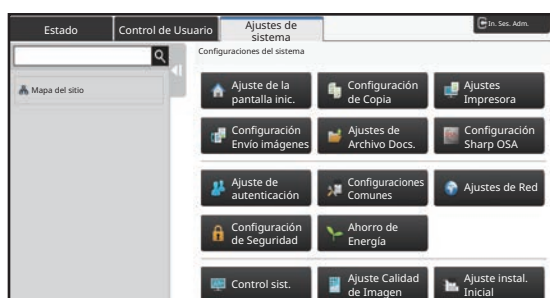 Estado
Control de Usuario
Ajustes de
sistema
In. Ses. Adm.
Mapa del sitio
Configuraciones del sistema
Ajuste de la
pantalla inic.
Configuración
de Copia
Ajustes
Impresora
Configuración
Envío imágenes
Ajustes de
Archivo Docs.
Configuración
Sharp OSA
Ajuste de
autenticación
Configuraciones
Comunes
Ajustes de Red
Configuración
de Seguridad
Ahorro de
Energía
Control sist.
Ajuste Calidad
de Imagen
Ajuste instal.
Inicial